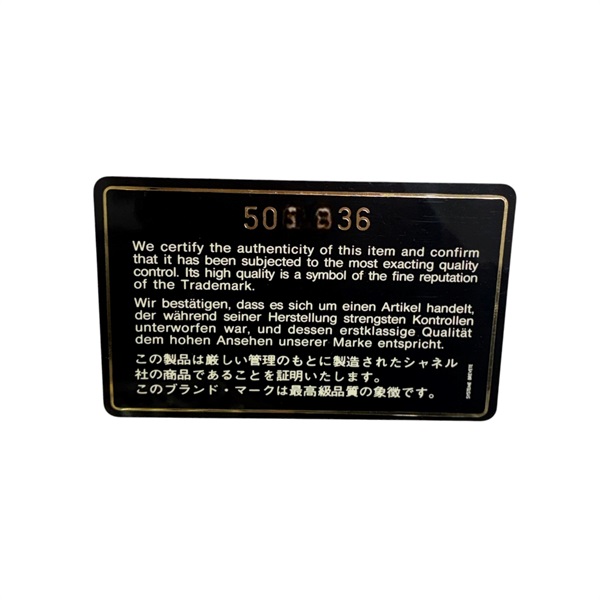 We certify the authenticity of this item and confirm
that it has been subjected to the most exacting quality
control. Its high quality is a symbol of the fine reputation
of the Trademark.
Wir bestätigen, dass es sich um einen Artikel handelt,
der während seiner Herstellung strengsten Kontrollen
unterworfen war, und dessen erstklassige Qualität
dem hohen Ansehen unserer Marke entspricht.
この製品は厳しい管理のもとに製造されたシャネル
社の商品であることを証明いたします。
このブランド・マークは最高級品質の象徴です。